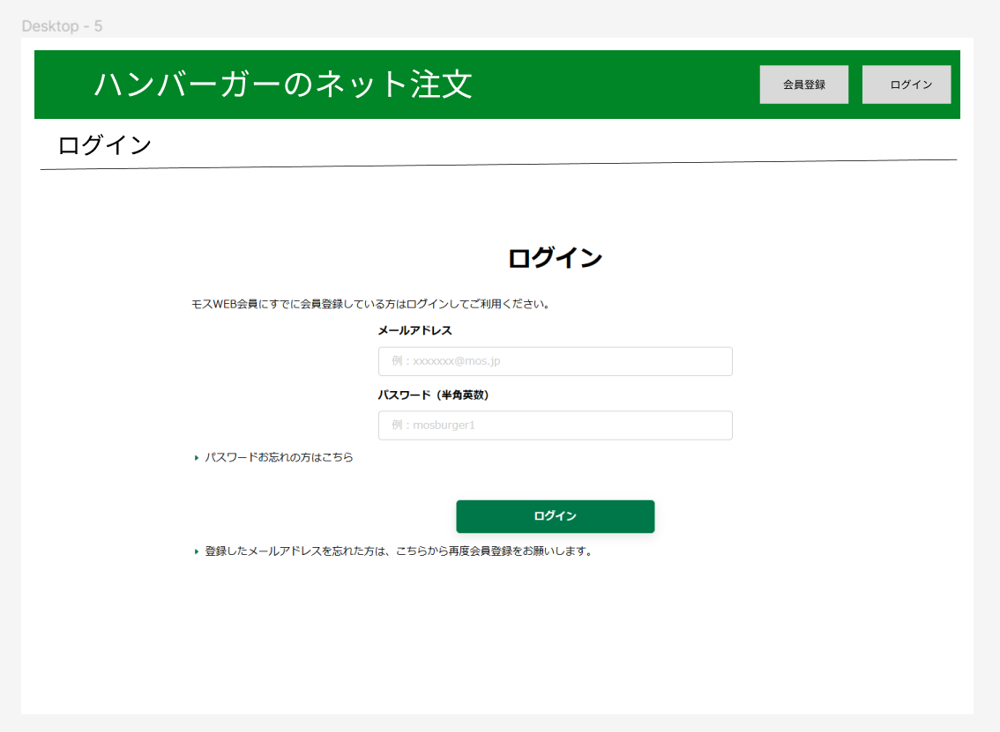 Desktop - 5
ハンバーガーのネット注文
会員登録
ログイン
ログイン
ログイン
モスWEB会員にすでに会員登録している方はログインしてご利用ください。
メールアドレス
例：xxxxxxx@mos.jp
パスワード（半角英数）
例：mosburger1
パスワードお忘れの方はこちら
ログイン
登録したメールアドレスを忘れた方は、こちらから再度会員登録をお願いします。